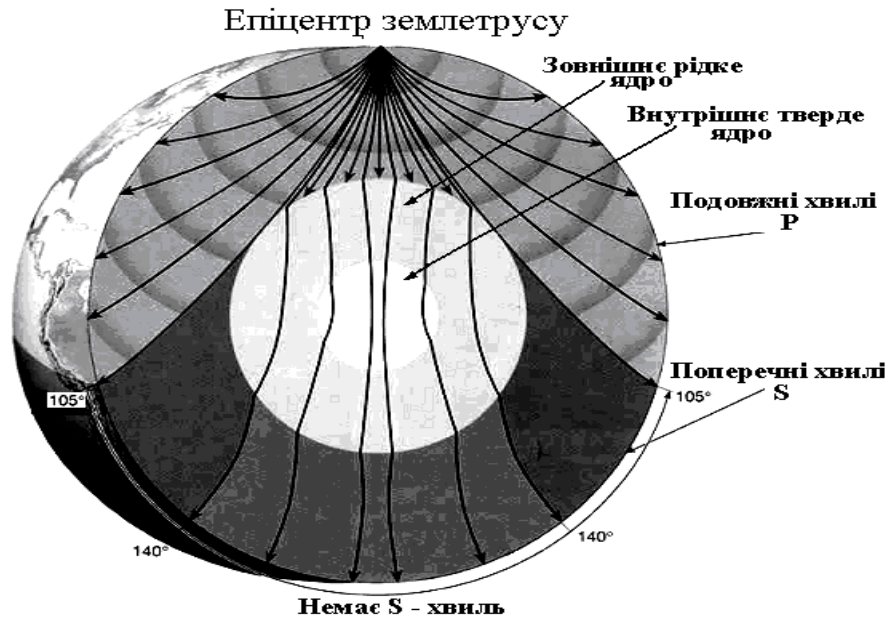 Епіцентр землетрусу
Зовнішнє рідке
ядро
Внутрішнє тверде
ядро
Подовжні хвилі
P
Поперечні хвилі
S
105°
105°
140°
140°
Немає S - хвиль